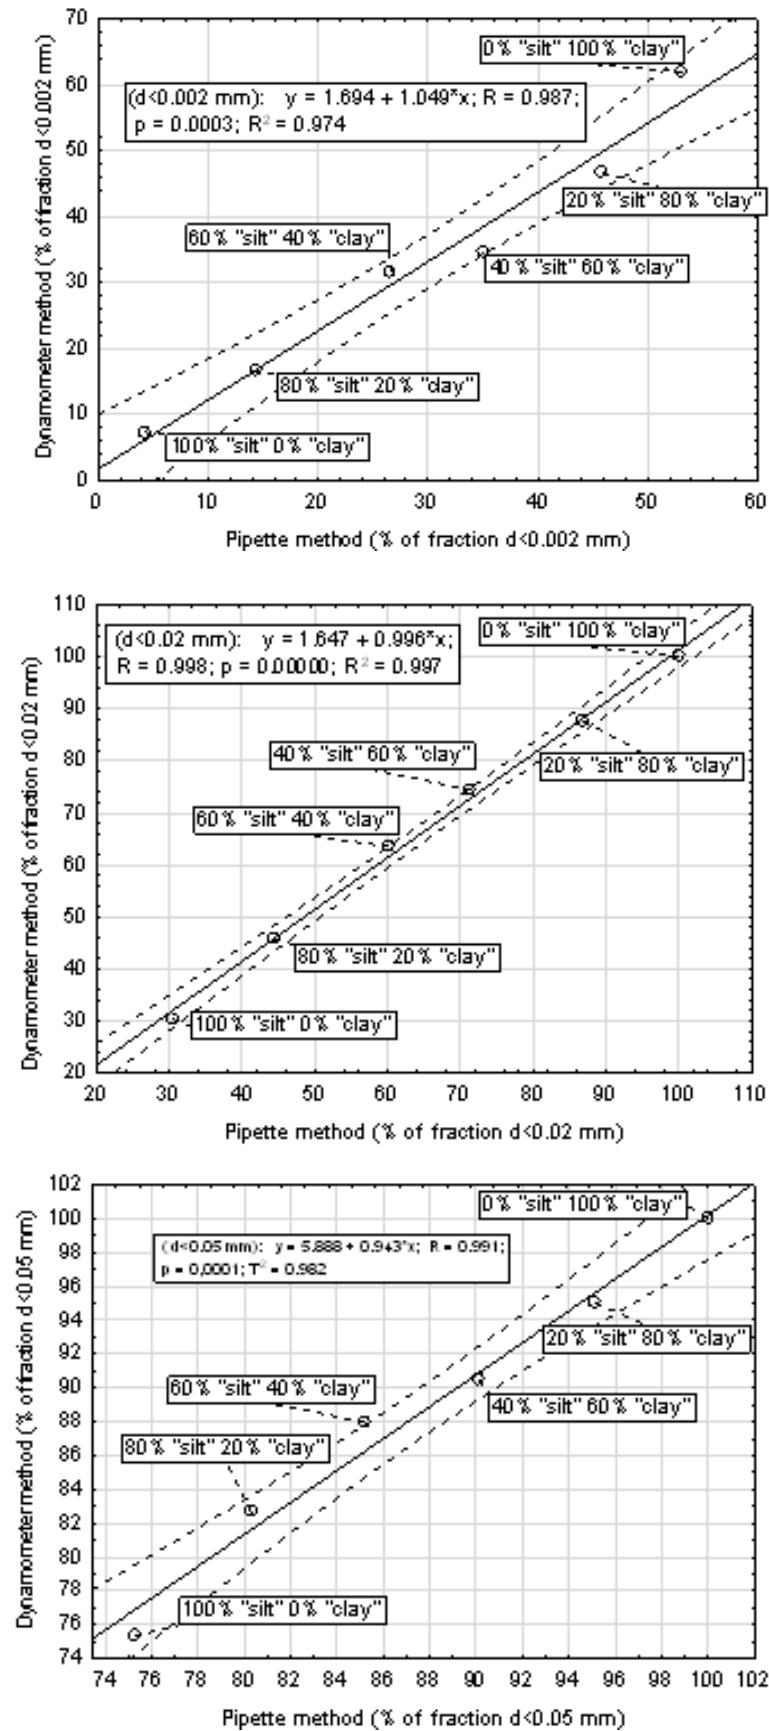 70
60
50
40
30
20
10
0
Dynamometer method (% of fraction d<0.002 mm)
0% "silt" 100% "clay"
(d<0.002 mm): y = 1.694 + 1.049*x; R = 0.987;
p = 0.0003; R² = 0.974
20% "silt" 80% "clay"
60% "silt" 40% "clay"
40% "silt" 60% "clay"
80% "silt" 20% "clay"
100% "silt" 0% "clay"
0 10 20 30 40 50 60
Pipette method (% of fraction d<0.002 mm)
110
100
90
80
70
60
50
40
30
20
Dynamometer method (% of fraction d<0.02 mm)
(d<0.02 mm): y = 1.647 + 0.996*x;
R = 0.998; p = 0.00000; R² = 0.997
0% "silt" 100% "clay"
40% "silt" 60% "clay"
20% "silt" 80% "clay"
60% "silt" 40% "clay"
80% "silt" 20% "clay"
100% "silt" 0% "clay"
20 30 40 50 60 70 80 90 100 110
Pipette method (% of fraction d<0.02 mm)
102
100
98
96
94
92
90
88
86
84
82
80
78
76
74
Dynamometer method (% of fraction d<0.05 mm)
0% "silt" 100% "clay"
(d<0.05 mm): y = 5.888 + 0.943*x; R = 0.991;
p = 0,0001; T² = 0.982
20% "silt" 80% "clay"
60% "silt" 40% "clay"
40% "silt" 60% "clay"
80% "silt" 20% "clay"
100% "silt" 0% "clay"
74 76 78 80 82 84 86 88 90 92 94 96 98 100 102
Pipette method (% of fraction d<0.05 mm)